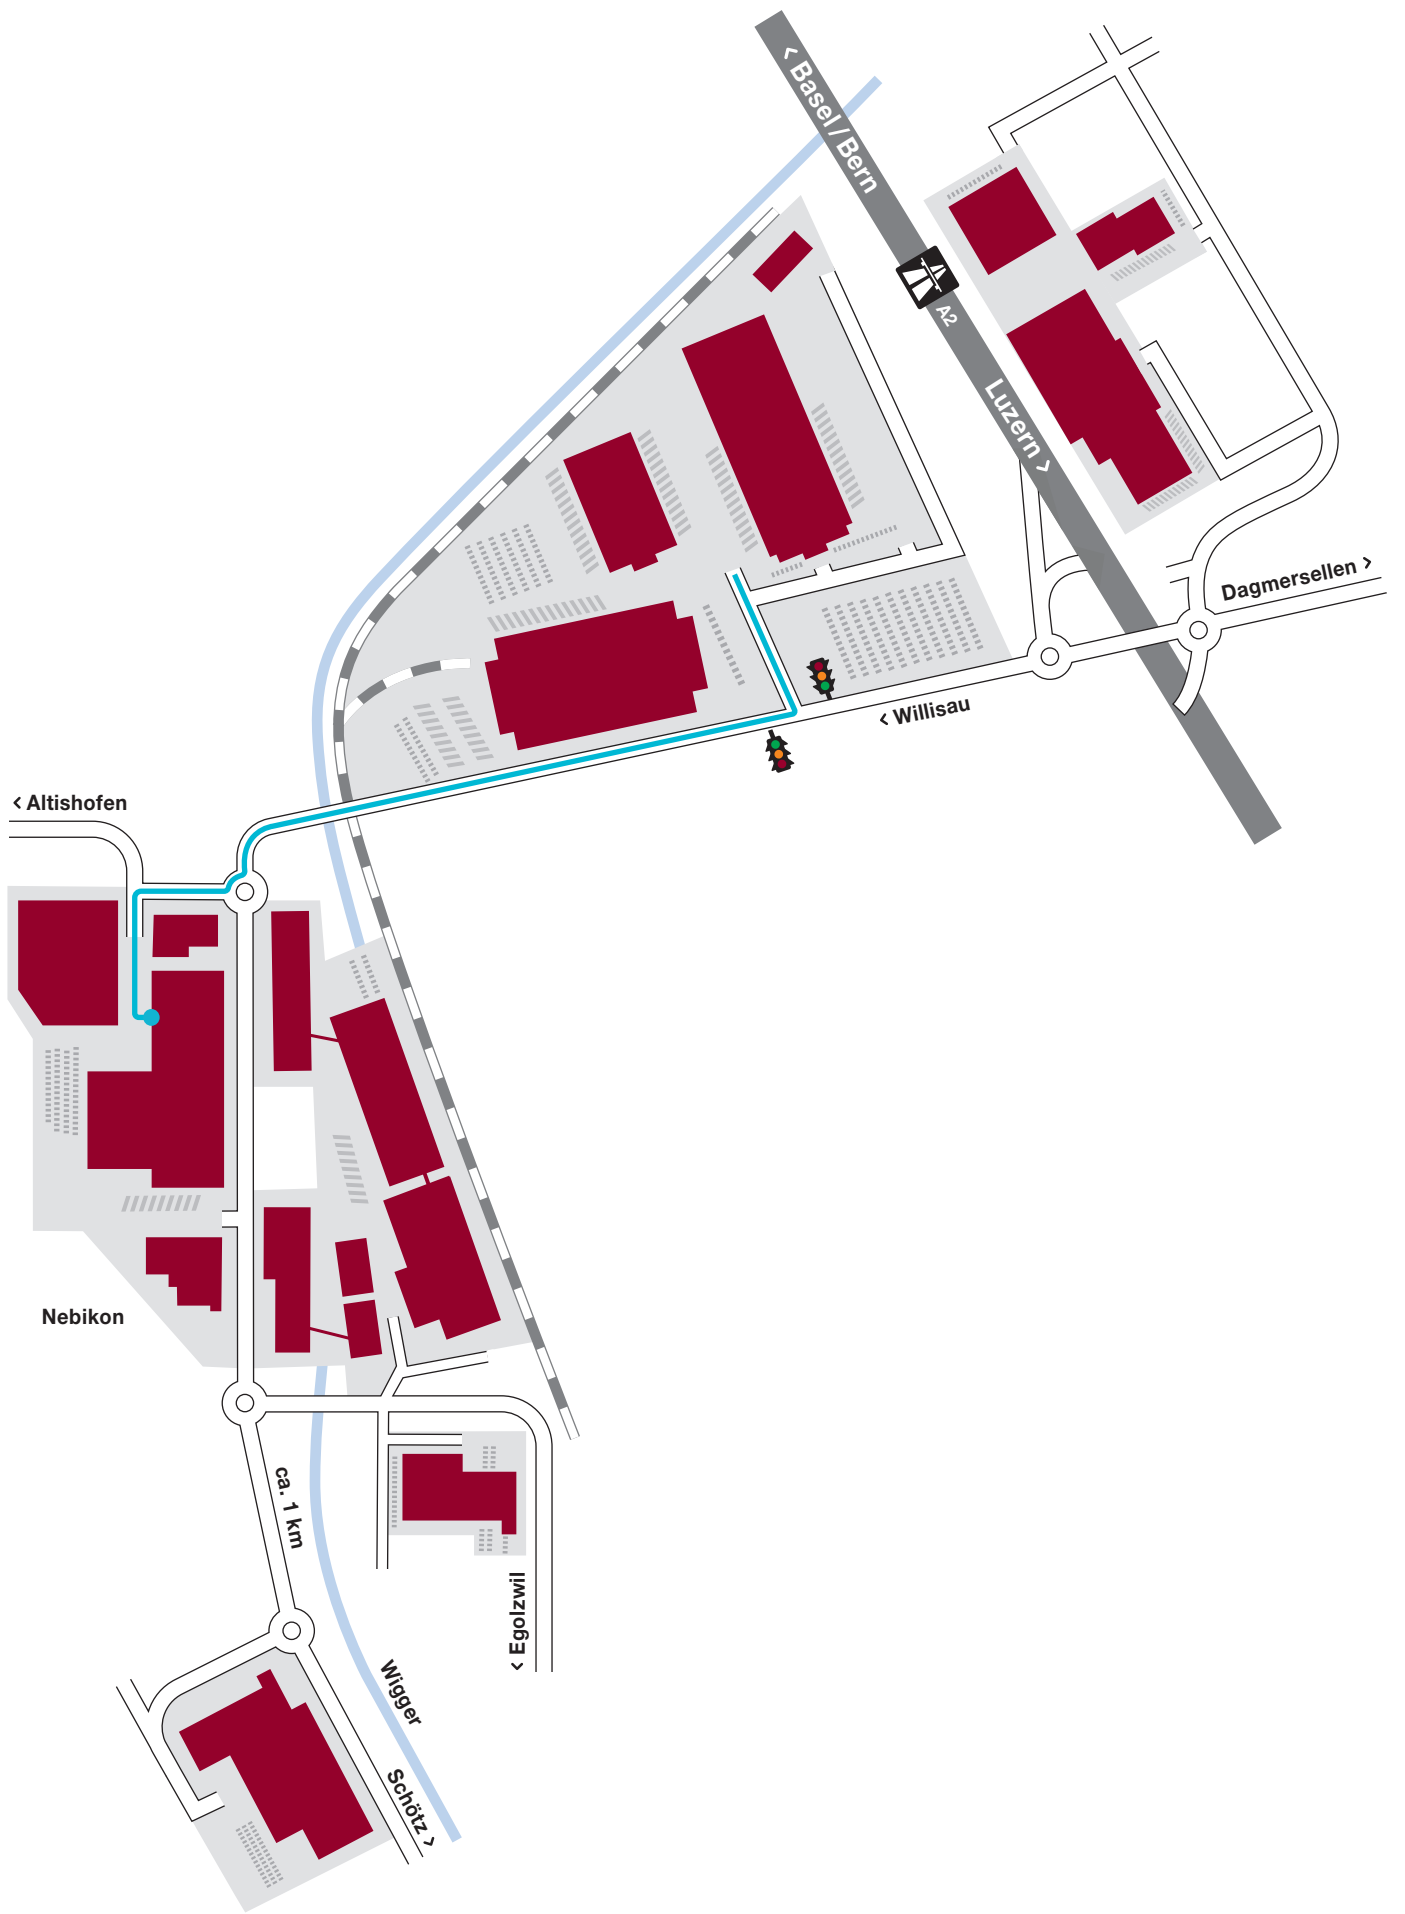 < Basel / Bern
A2
Luzern >
Dagmersellen >
< Willisau
< Altishofen
Nebikon
ca. 1 km
< Egolzwil
Wigger
Schötz >